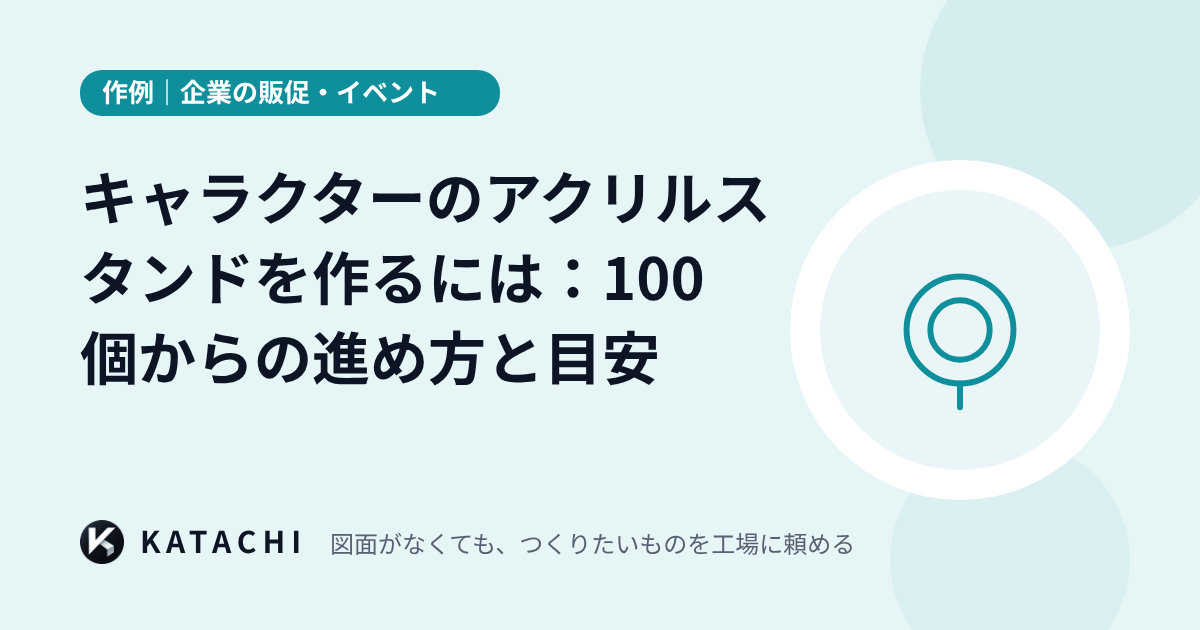 作例｜企業の販促・イベント
キャラクターのアクリルス
タンドを作るには：100
個からの進め方と目安
KATACHI 図面がなくても、つくりたいものを工場に頼める